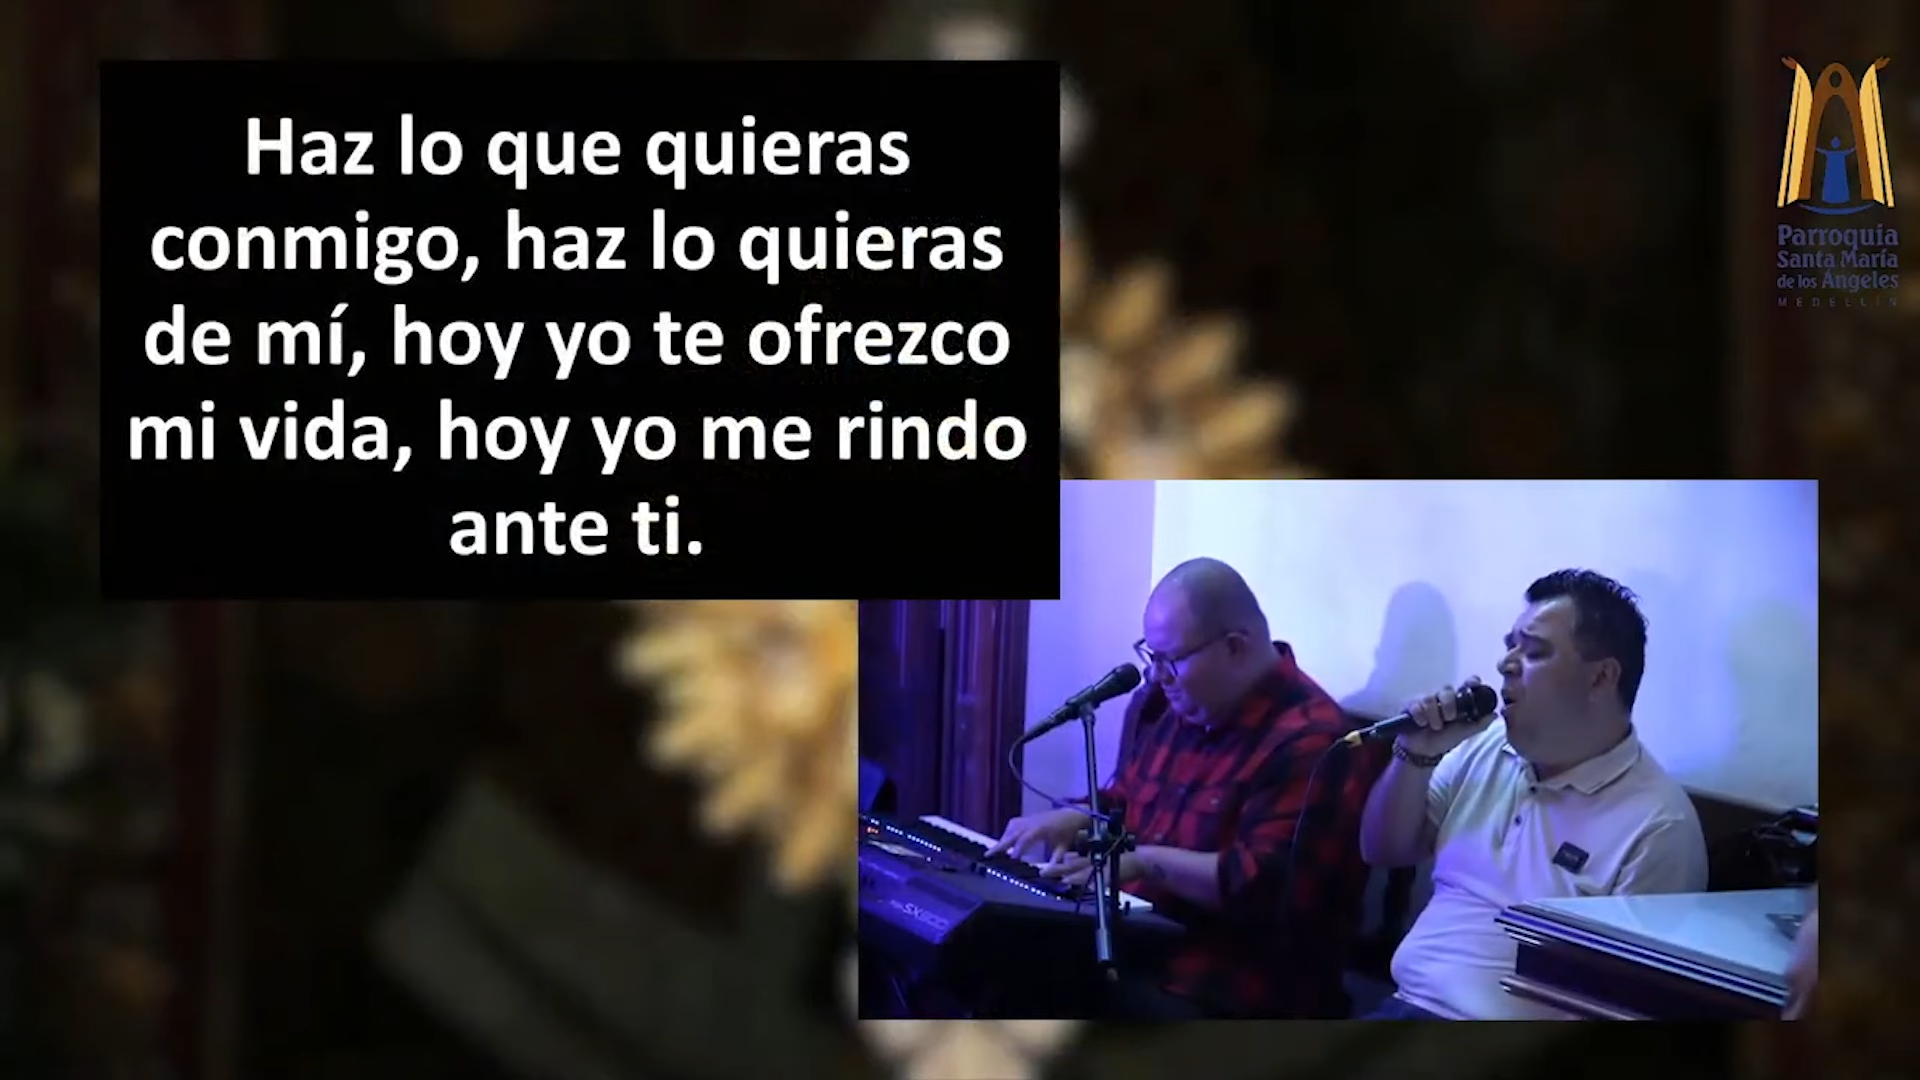 Haz lo que quieras
conmigo, haz lo quieras
de mí, hoy yo te ofrezco
mi vida, hoy yo me rindo
ante ti.
Parroquia
Santa María
de los Ángeles
MEDELLÍN
SX900